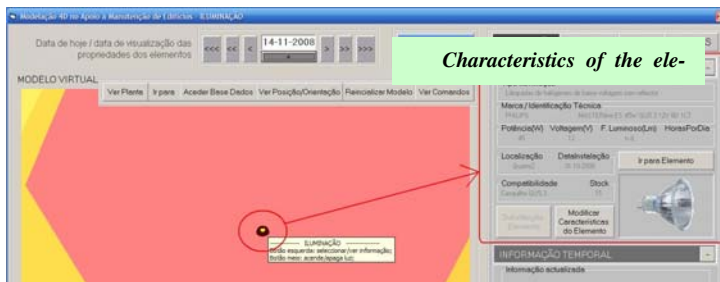 Modelação 4D no Apoio à Manutenção de Edifícios - ILUMINAÇÃO
Data de hoje / data de visualização das propriedades dos elementos
<<< << < 14-11-2008 > >> >>>
Characteristics of the ele-
MODELO VIRTUAL
Ver Planta Ir para Aceder Base Dados Ver Posição/Orientação Reinicializar Modelo Ver Comandos
Marca / Identificação Técnica
PHILIPS
Potência(W) Voltagem(V) F. Luminoso(Lm) HorasPorDia
45 12
Localização DataInstalação
Ir para Elemento
Compatibilidade Stock
Modificar Características do Elemento
ILUMINAÇÃO
Botão esquerdo: seleccionar/ver informação;
Botão meio: acende/apaga luz;
INFORMAÇÃO TEMPORAL
Informação actualizada